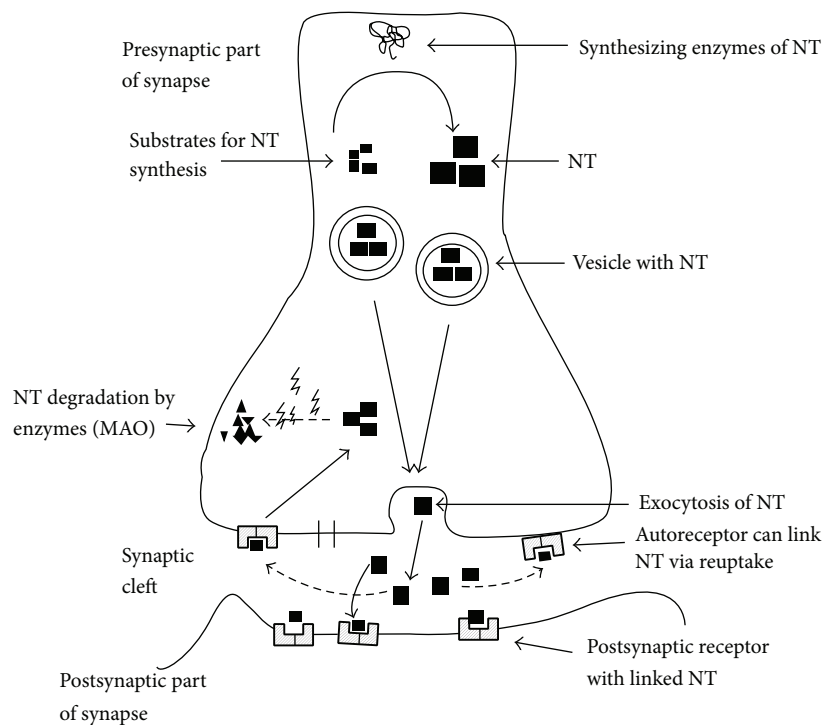 Presynaptic part
of synapse
Synthesizing enzymes of NT
Substrates for NT
synthesis
NT
Vesicle with NT
NT degradation by
enzymes (MAO)
Exocytosis of NT
Autoreceptor can link
NT via reuptake
Synaptic
cleft
Postsynaptic receptor
with linked NT
Postsynaptic part
of synapse